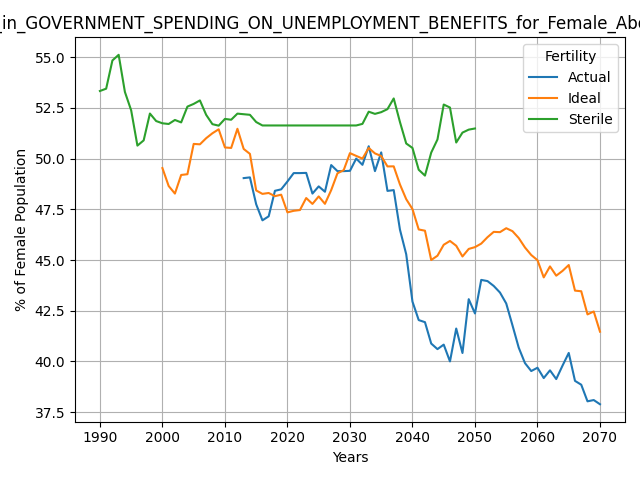 _in_GOVERNMENT_SPENDING_ON_UNEMPLOYMENT_BENEFITS_for_Female_Abo
Fertility
Actual
Ideal
Sterile
% of Female Population
55.0
52.5
50.0
47.5
45.0
42.5
40.0
37.5
1990 2000 2010 2020 2030 2040 2050 2060 2070
Years